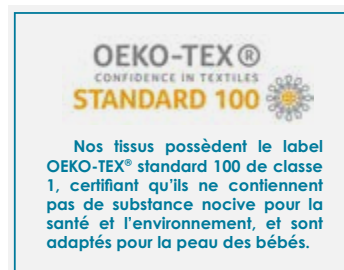 OEKO-TEX®
CONFIDENCE IN TEXTILES
STANDARD 100
Nos tissus possèdent le label
OEKO-TEX® standard 100 de classe
1, certifiant qu'ils ne contiennent
pas de substance nocive pour la
santé et l'environnement, et sont
adaptés pour la peau des bébés.